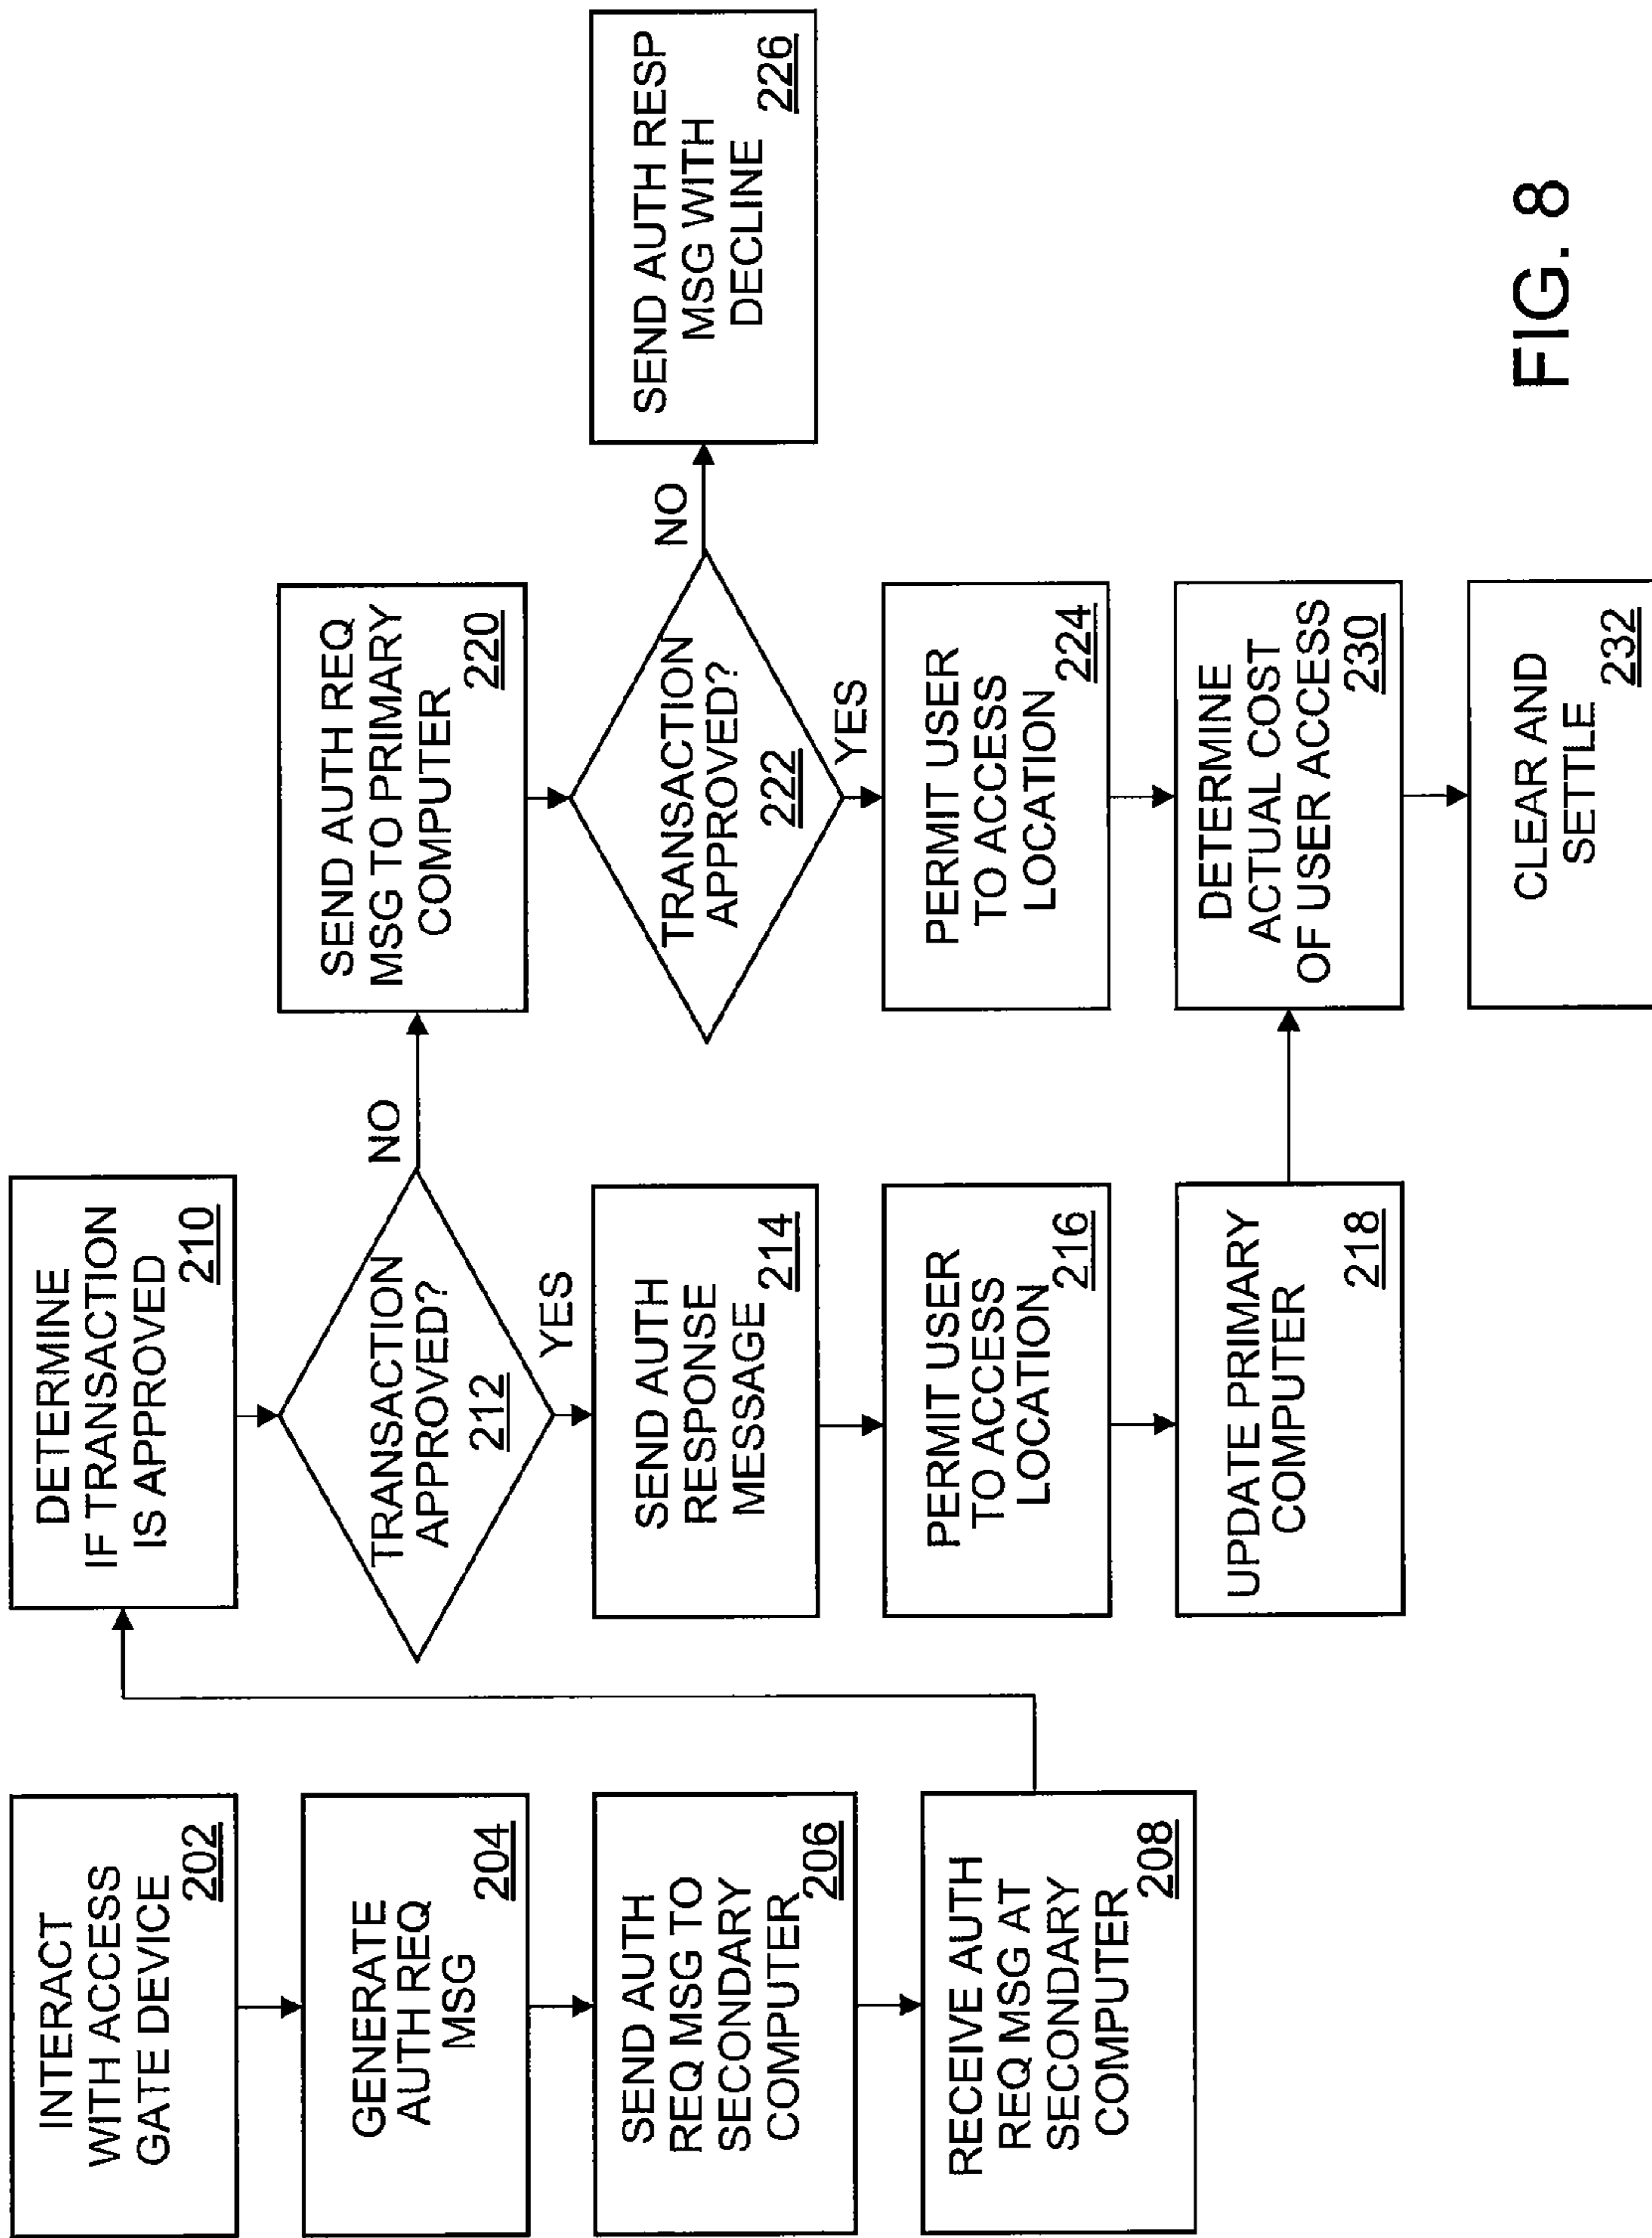 INTERACT
WITH ACCESS
GATE DEVICE
202
GENERATE
AUTH REQ
MSG
204
SEND AUTH
REQ MSG TO
SECONDARY
COMPUTER
206
RECEIVE AUTH
REQ MSG AT
SECONDARY
COMPUTER
208
DETERMINE
IF TRANSACTION
IS APPROVED
210
TRANSACTION
APPROVED?
212
NO
YES
SEND AUTH
RESPONSE
MESSAGE
214
PERMIT USER
TO ACCESS
LOCATION
216
UPDATE PRIMARY
COMPUTER
218
SEND AUTH REQ
MSG TO PRIMARY
COMPUTER
220
TRANSACTION
APPROVED?
222
NO
YES
PERMIT USER
TO ACCESS
LOCATION
224
SEND AUTH RESP
MSG WITH
DECLINE
226
DETERMINE
ACTUAL COST
OF USER ACCESS
230
CLEAR AND
SETTLE
232
FIG. 8